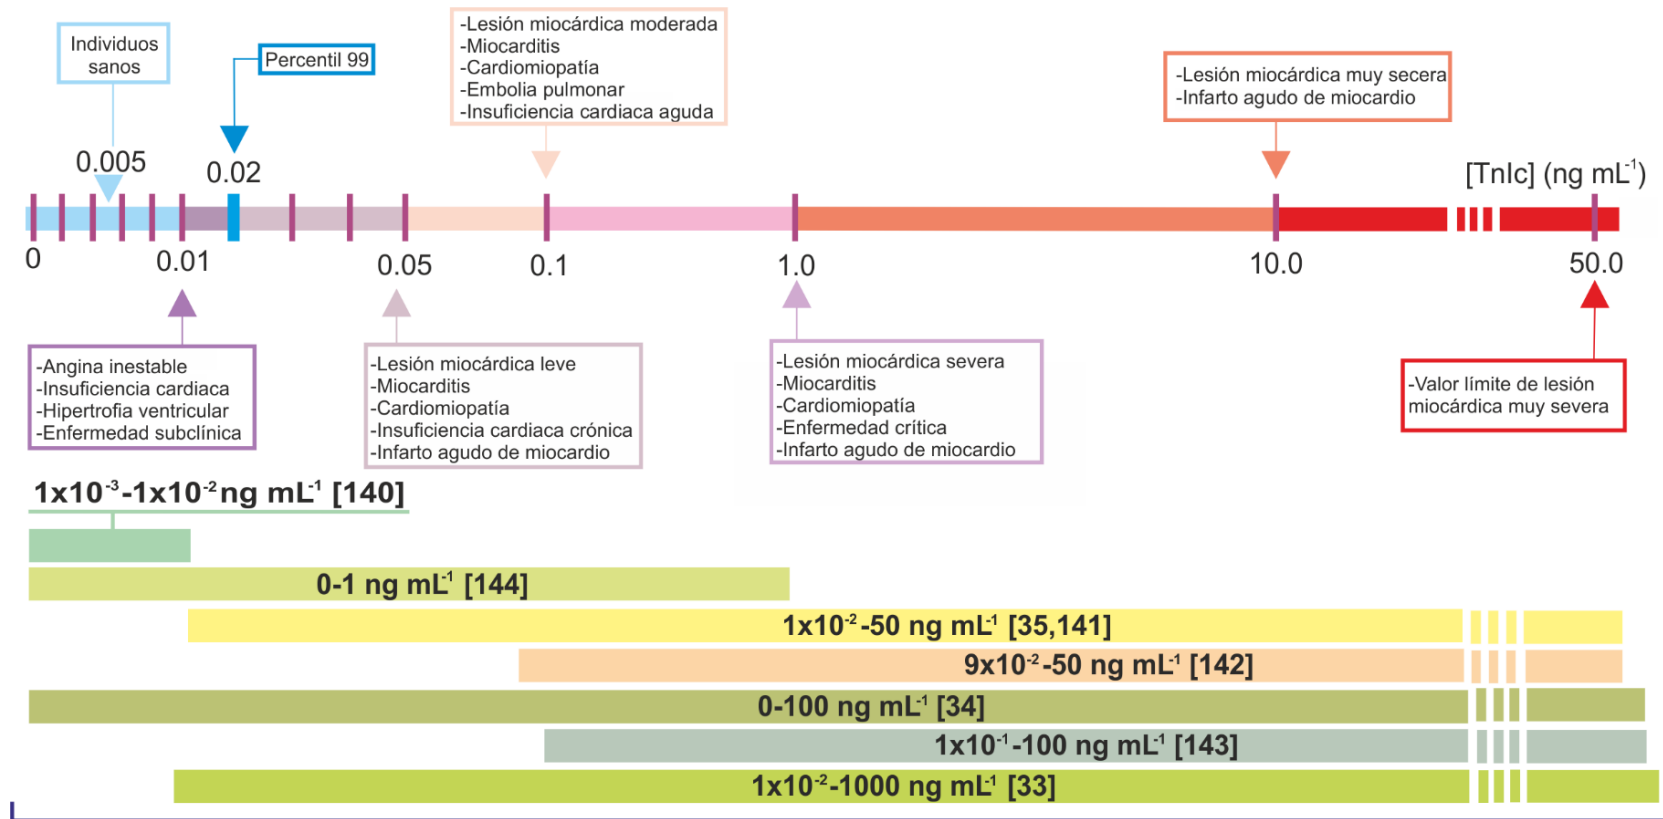 Individuos
sanos
Percentil 99
-Lesión miocárdica moderada
-Miocarditis
-Cardiomiopatía
-Embolia pulmonar
-Insuficiencia cardiaca aguda
-Lesión miocárdica muy secera
-Infarto agudo de miocardio
0.005
0.02
[TnIc] (ng mL⁻¹)
0
0.01
0.05
0.1
1.0
10.0
50.0
-Angina inestable
-Insuficiencia cardiaca
-Hipertrofia ventricular
-Enfermedad subclínica
-Lesión miocárdica leve
-Miocarditis
-Cardiomiopatía
-Insuficiencia cardiaca crónica
-Infarto agudo de miocardio
-Lesión miocárdica severa
-Miocarditis
-Cardiomiopatía
-Enfermedad crítica
-Infarto agudo de miocardio
-Valor límite de lesión
miocárdica muy severa
1x10⁻³-1x10⁻² ng mL⁻¹ [140]
0-1 ng mL⁻¹ [144]
1x10⁻²-50 ng mL⁻¹ [35,141]
9x10⁻²-50 ng mL⁻¹ [142]
0-100 ng mL⁻¹ [34]
1x10⁻¹-100 ng mL⁻¹ [143]
1x10⁻²-1000 ng mL⁻¹ [33]